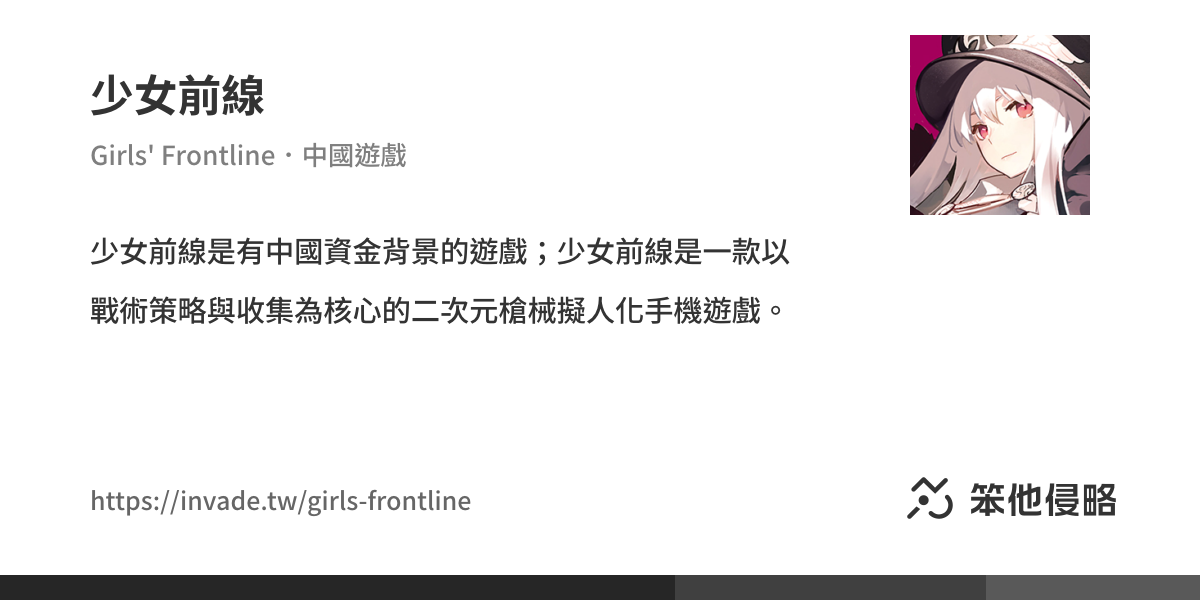 少女前線
Girls' Frontline・中國遊戲
少女前線是有中國資金背景的遊戲；少女前線是一款以
戰術策略與收集為核心的二次元槍械擬人化手機遊戲。
https://invade.tw/girls-frontline
笨他侵略